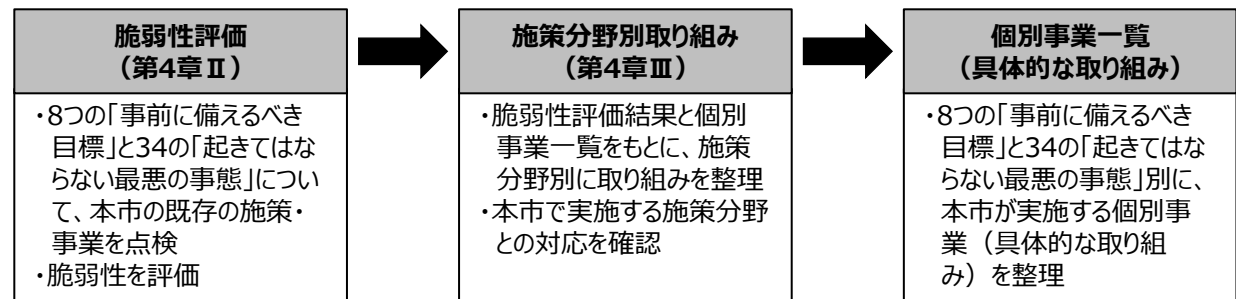 脆弱性評価
（第4章Ⅱ）
・8つの「事前に備えるべき
目標」と34の「起きてはな
らない最悪の事態」につい
て、本市の既存の施策・
事業を点検
・脆弱性を評価
施策分野別取り組み
（第4章Ⅲ）
・脆弱性評価結果と個別
事業一覧をもとに、施策
分野別に取り組みを整理
・本市で実施する施策分野
との対応を確認
個別事業一覧
（具体的な取り組み）
・8つの「事前に備えるべき
目標」と34の「起きてはな
らない最悪の事態」別に、
本市が実施する個別事
業（具体的な取り組
み）を整理